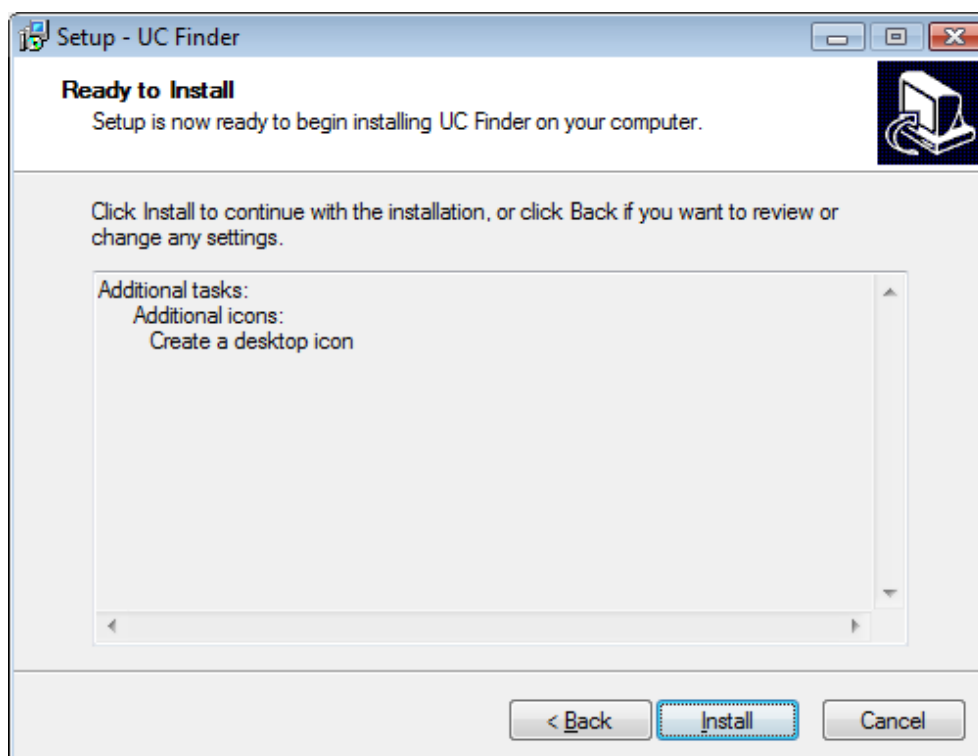 Setup - UC Finder
Ready to Install
Setup is now ready to begin installing UC Finder on your computer.
Click Install to continue with the installation, or click Back if you want to review or
change any settings.
Additional tasks:
Additional icons:
Create a desktop icon
< Back Install Cancel